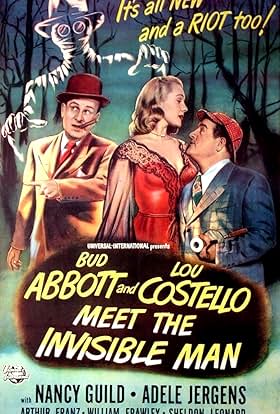 It's all NEW
and a RIOT too!
UNIVERSAL-INTERNATIONAL presents
BUD
ABBOTT and LOU
COSTELLO
MEET THE
INVISIBLE MAN
with NANCY GUILD · ADELE JERGENS
ARTHUR FRANZ · WILLIAM FRAWLEY · SHELDON LEONARD